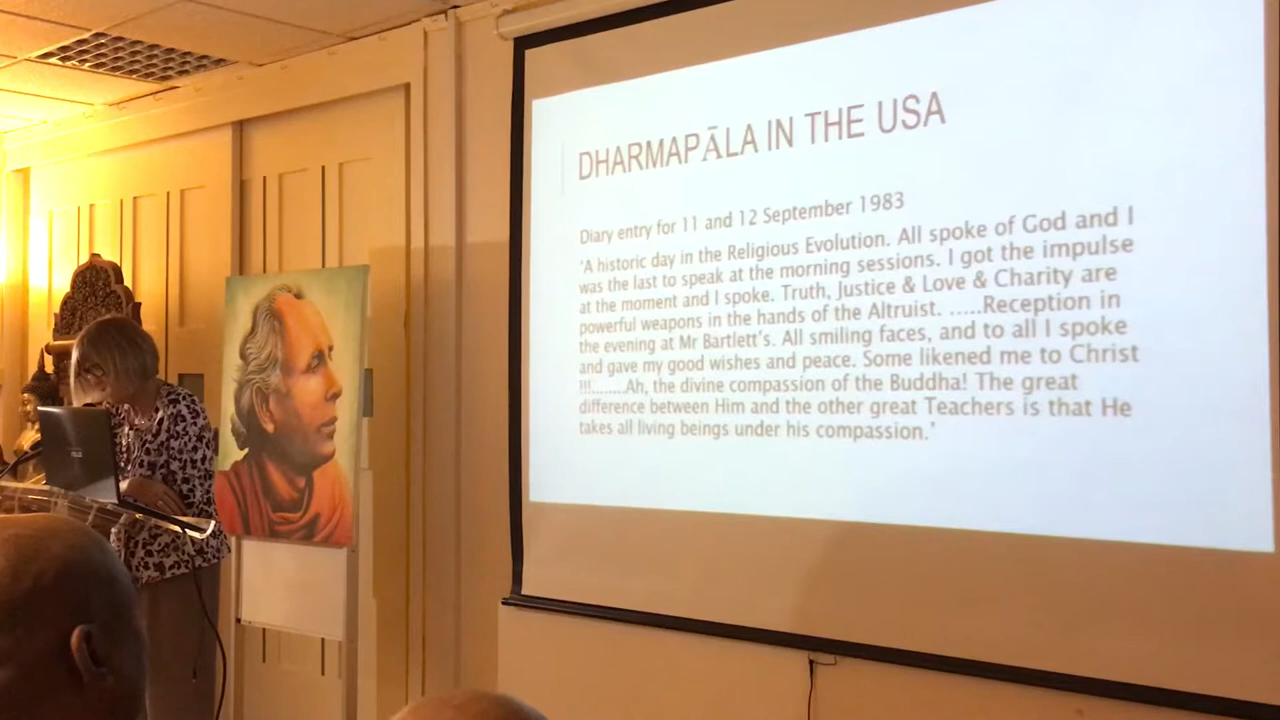 DHARMAPĀLA IN THE USA
Diary entry for 11 and 12 September 1983
'A historic day in the Religious Evolution. All spoke of God and I
was the last to speak at the morning sessions. I got the impulse
at the moment and I spoke. Truth, Justice & Love & Charity are
powerful weapons in the hands of the Altruist. .....Reception in
the evening at Mr Bartlett's. All smiling faces, and to all I spoke
and gave my good wishes and peace. Some likened me to Christ
!!!........Ah, the divine compassion of the Buddha! The great
difference between Him and the other great Teachers is that He
takes all living beings under his compassion.'